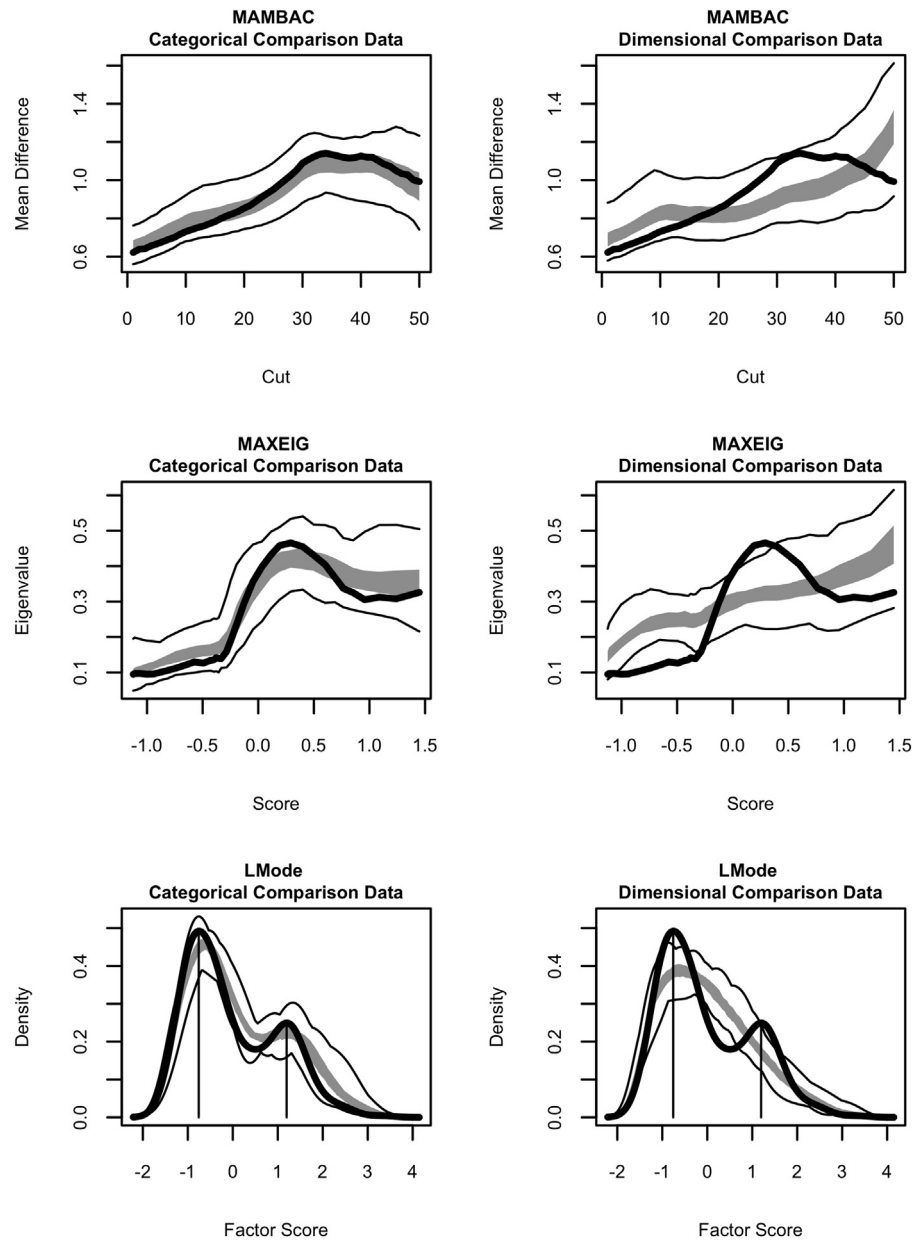 MAMBAC
Categorical Comparison Data
Mean Difference
0.6 1.0 1.4
0 10 20 30 40 50
Cut
MAMBAC
Dimensional Comparison Data
Mean Difference
0.6 1.0 1.4
0 10 20 30 40 50
Cut
MAXEIG
Categorical Comparison Data
Eigenvalue
0.1 0.3 0.5
-1.0 -0.5 0.0 0.5 1.0 1.5
Score
MAXEIG
Dimensional Comparison Data
Eigenvalue
0.1 0.3 0.5
-1.0 -0.5 0.0 0.5 1.0 1.5
Score
LMode
Categorical Comparison Data
Density
0.0 0.2 0.4
-2 -1 0 1 2 3 4
Factor Score
LMode
Dimensional Comparison Data
Density
0.0 0.2 0.4
-2 -1 0 1 2 3 4
Factor Score